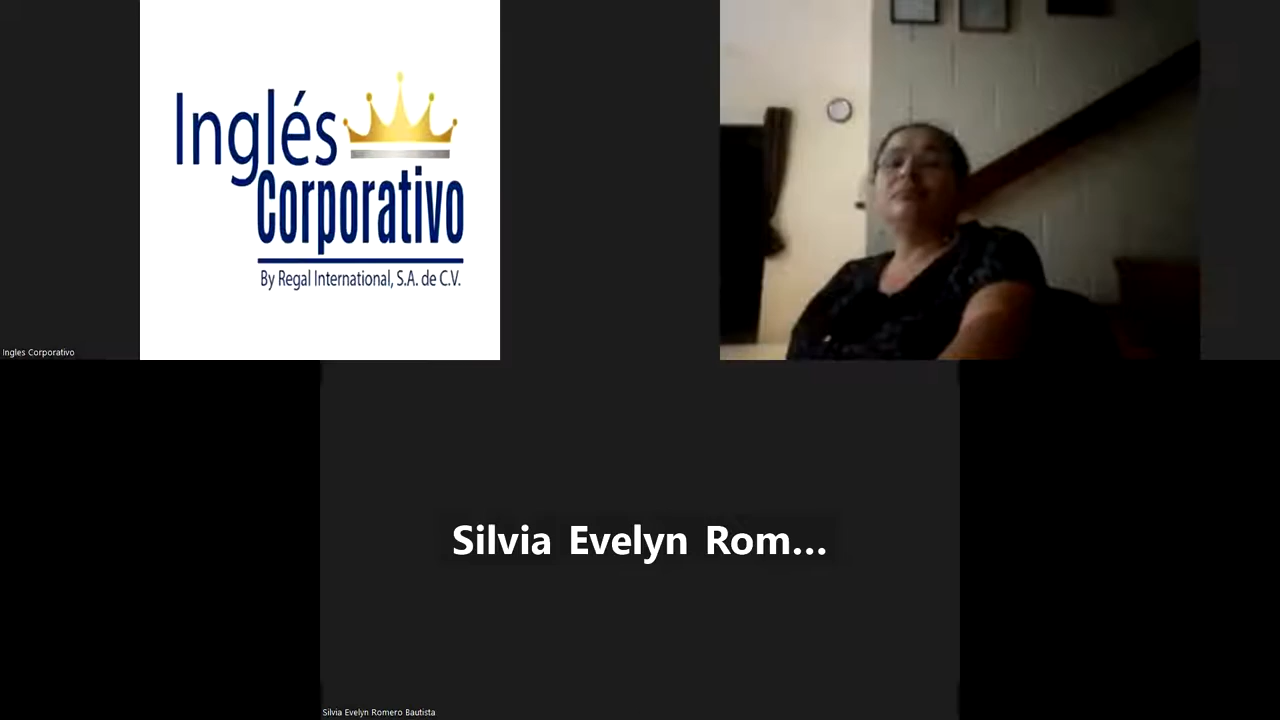 Inglés
Corporativo
By Regal International, S.A. de C.V.
Ingles Corporativo
Silvia Evelyn Rom...
Silvia Evelyn Romero Bautista